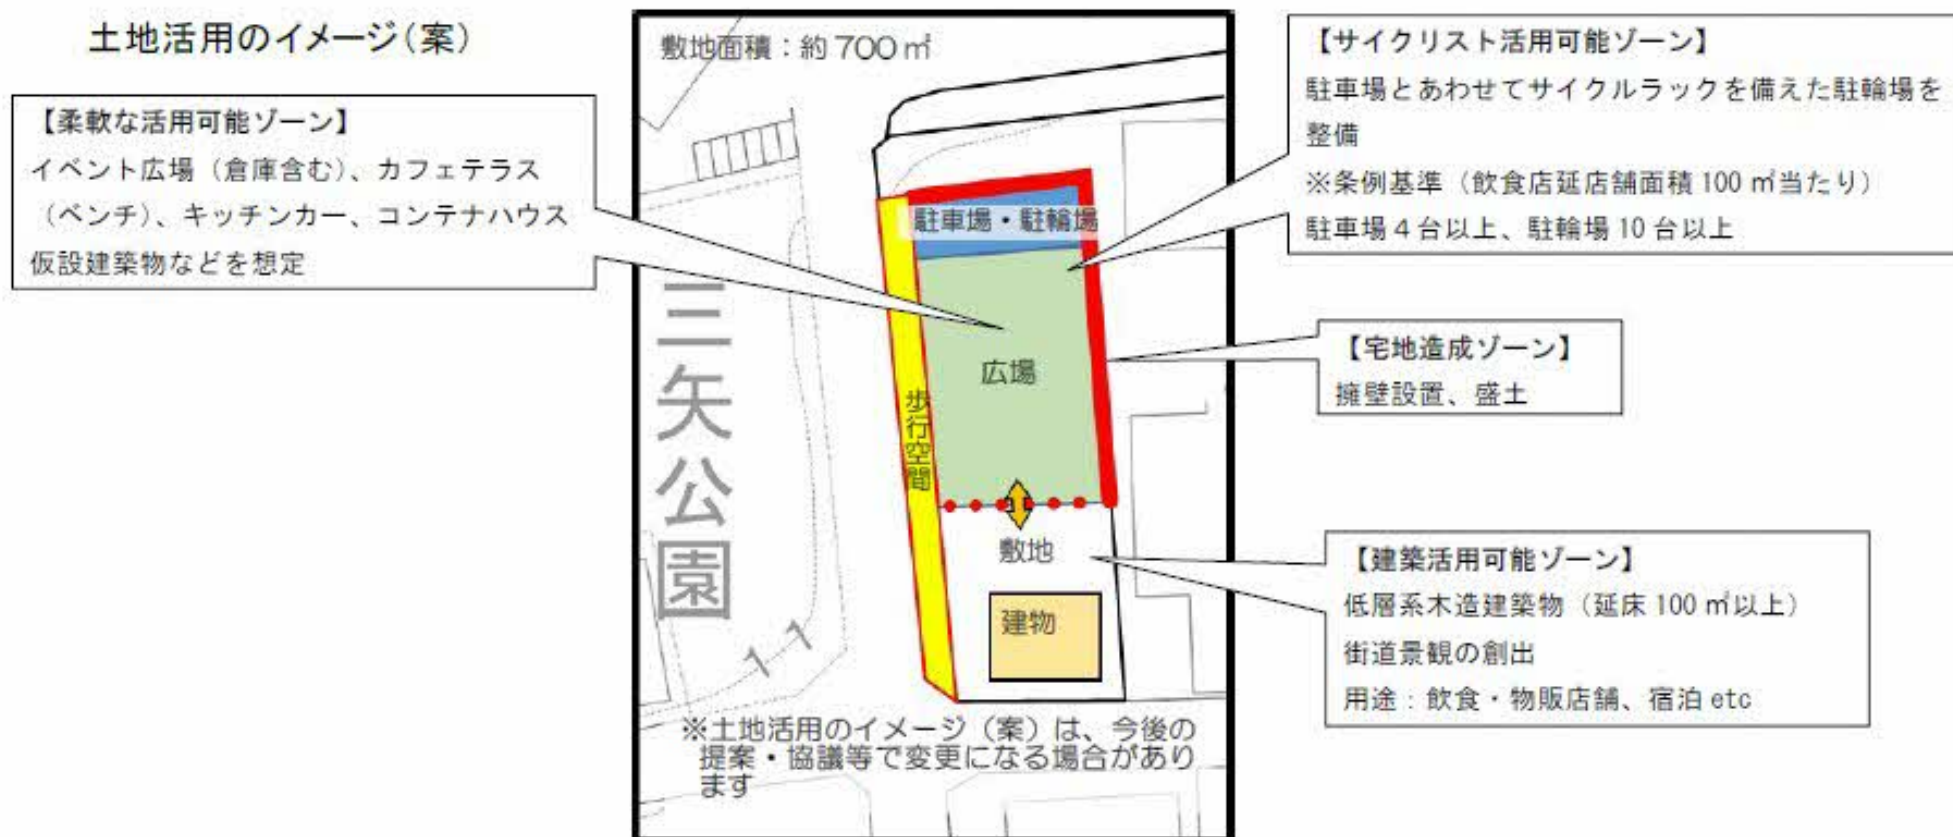 土地活用のイメージ(案)
【柔軟な活用可能ゾーン】
イベント広場（倉庫含む）、カフェテラス
（ベンチ）、キッチンカー、コンテナハウス
仮設建築物などを想定
敷地面積：約700㎡
駐車場・駐輪場
広場
歩行空間
敷地
建物
三矢公園
11
※土地活用のイメージ（案）は、今後の
提案・協議等で変更になる場合があり
ます
【サイクリスト活用可能ゾーン】
駐車場とあわせてサイクルラックを備えた駐輪場を
整備
※条例基準（飲食店延店舗面積100㎡当たり）
駐車場４台以上、駐輪場10台以上
【宅地造成ゾーン】
擁壁設置、盛土
【建築活用可能ゾーン】
低層系木造建築物（延床100㎡以上）
街道景観の創出
用途：飲食・物販店舗、宿泊etc